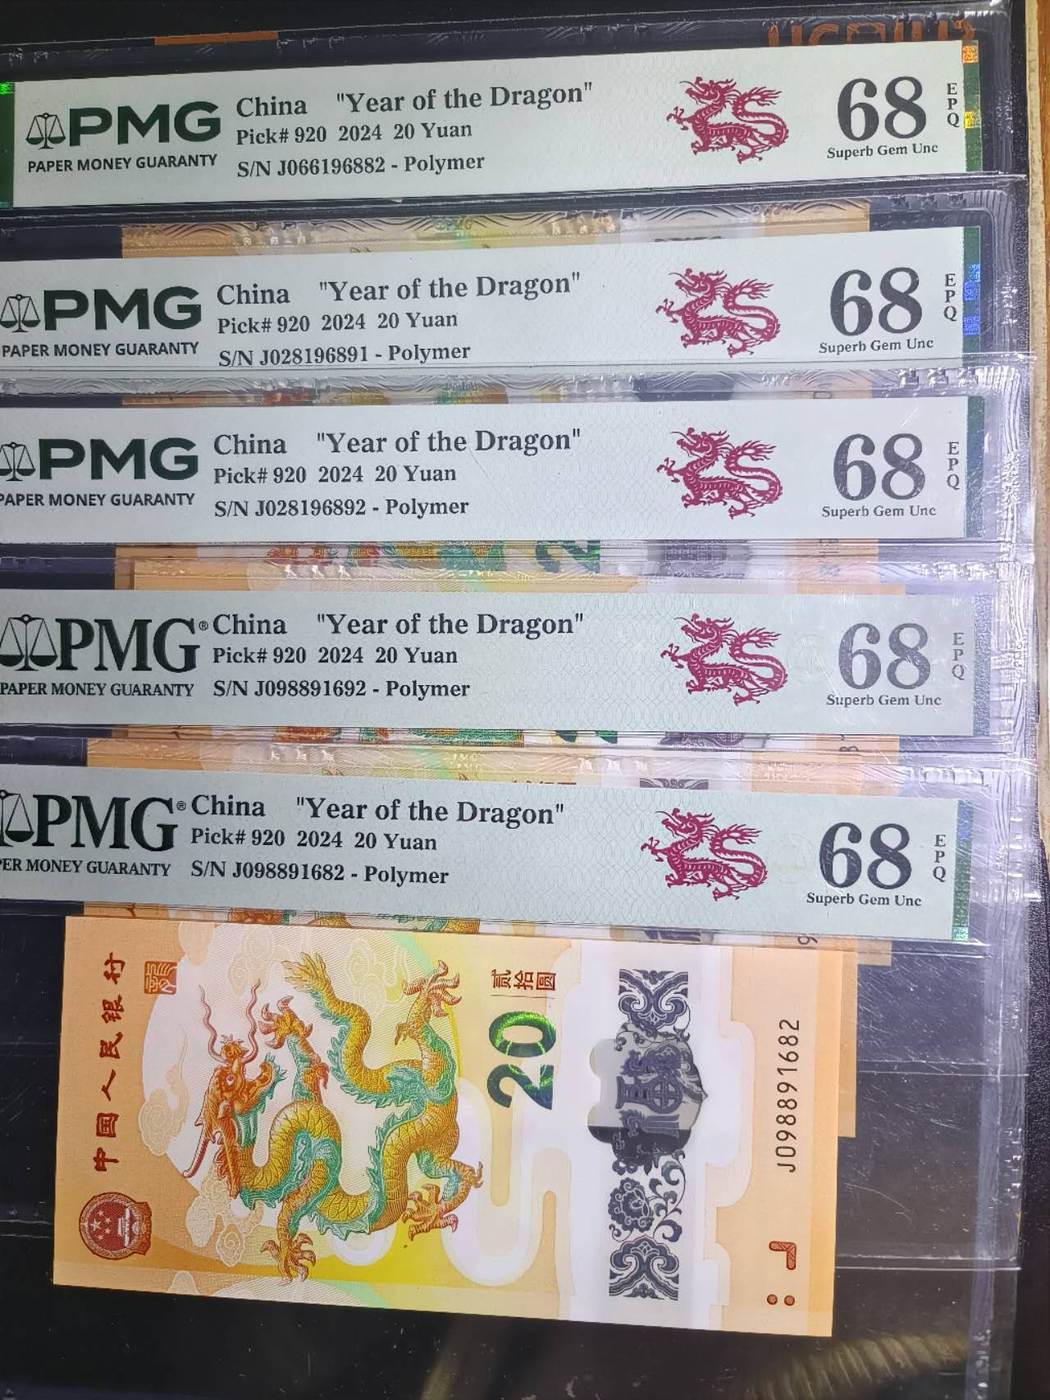 PMG
PAPER MONEY GUARANTY
China "Year of the Dragon"
Pick# 920 2024 20 Yuan
S/N J066196882 - Polymer
68
EPQ
Superb Gem Unc
PMG
PAPER MONEY GUARANTY
China "Year of the Dragon"
Pick# 920 2024 20 Yuan
S/N J028196891 - Polymer
68
EPQ
Superb Gem Unc
PMG
PAPER MONEY GUARANTY
China "Year of the Dragon"
Pick# 920 2024 20 Yuan
S/N J028196892 - Polymer
68
EPQ
Superb Gem Unc
PMG®
PAPER MONEY GUARANTY
China "Year of the Dragon"
Pick# 920 2024 20 Yuan
S/N J098891692 - Polymer
68
EPQ
Superb Gem Unc
PMG®
PER MONEY GUARANTY
China "Year of the Dragon"
Pick# 920 2024 20 Yuan
S/N J098891682 - Polymer
68
EPQ
Superb Gem Unc
中国人民银行
贰拾圆
20
J098891682